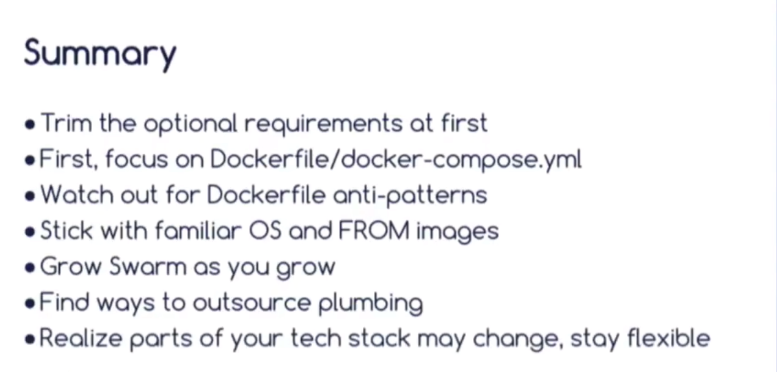 Summary
• Trim the optional requirements at first
• First, focus on Dockerfile/docker-compose.yml
• Watch out for Dockerfile anti-patterns
• Stick with familiar OS and FROM images
• Grow Swarm as you grow
• Find ways to outsource plumbing
• Realize parts of your tech stack may change, stay flexible